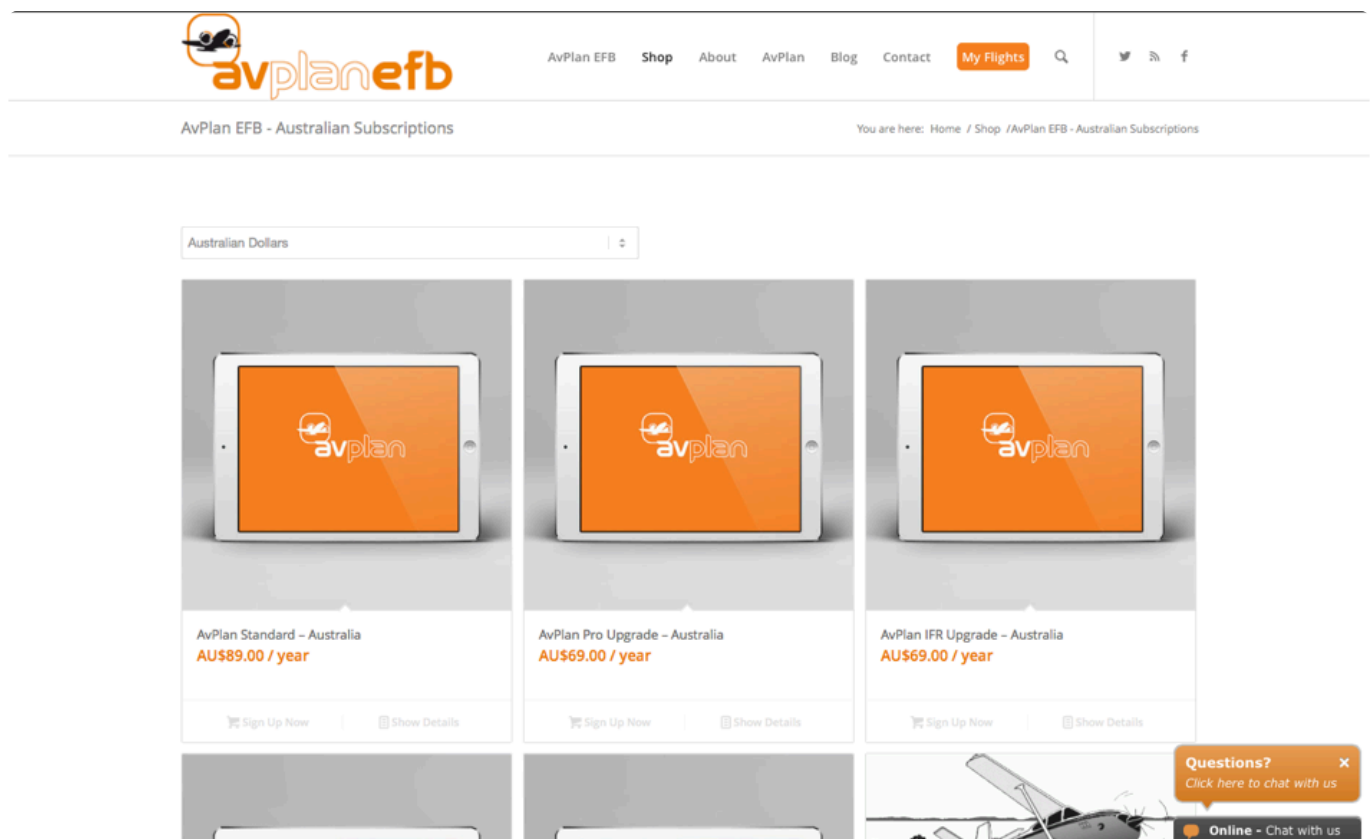 avplanefb
AvPlan EFB Shop About AvPlan Blog Contact My Flights
AvPlan EFB - Australian Subscriptions
You are here: Home / Shop /AvPlan EFB - Australian Subscriptions
Australian Dollars
avplan
avplan
avplan
AvPlan Standard – Australia
AU$89.00 / year
Sign Up Now Show Details
AvPlan Pro Upgrade – Australia
AU$69.00 / year
Sign Up Now Show Details
AvPlan IFR Upgrade – Australia
AU$69.00 / year
Sign Up Now Show Details
Questions?
Click here to chat with us
Online - Chat with us